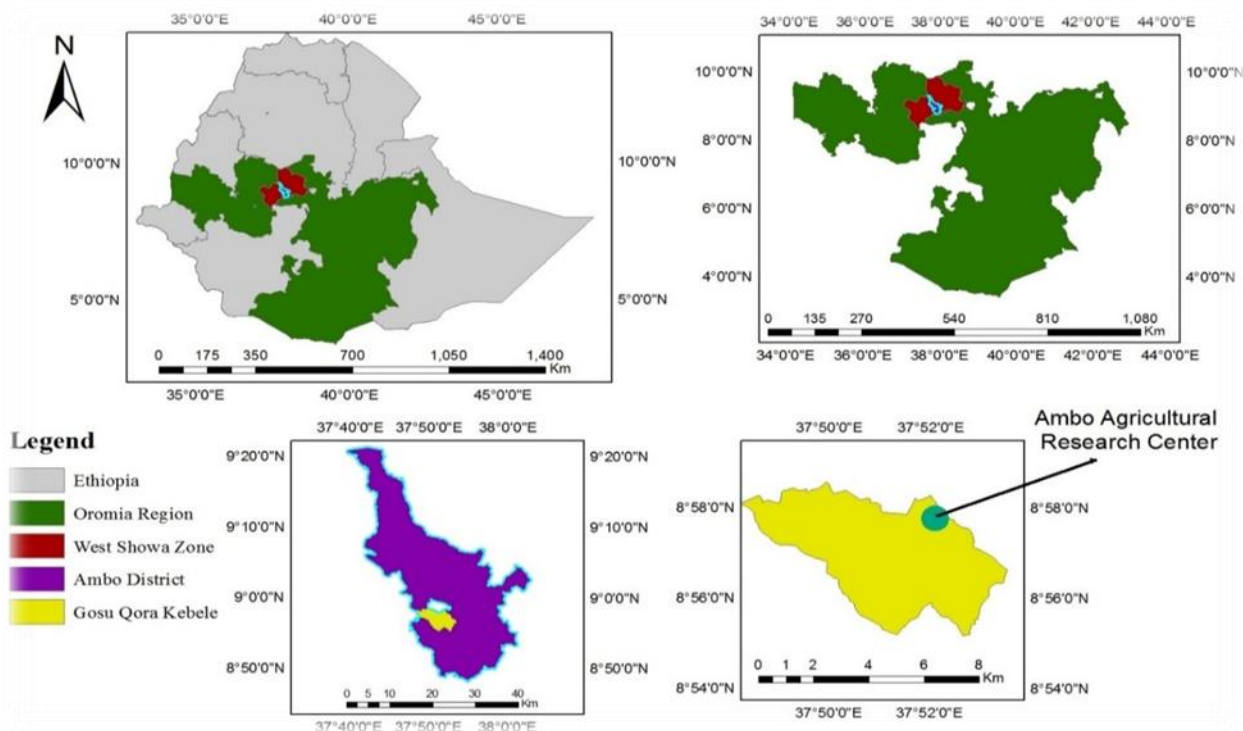 35°0'0"E 40°0'0"E 45°0'0"E
N
10°0'0"N 10°0'0"N
5°0'0"N 5°0'0"N
0 175 350 700 1,050 1,400
Km
35°0'0"E 40°0'0"E 45°0'0"E
34°0'0"E 36°0'0"E 38°0'0"E 40°0'0"E 42°0'0"E 44°0'0"E
10°0'0"N 10°0'0"N
8°0'0"N 8°0'0"N
6°0'0"N 6°0'0"N
4°0'0"N 4°0'0"N
0 135 270 540 810 1,080
Km
34°0'0"E 36°0'0"E 38°0'0"E 40°0'0"E 42°0'0"E 44°0'0"E
Legend
Ethiopia
Oromia Region
West Showa Zone
Ambo District
Gosu Qora Kebele
37°40'0"E 37°50'0"E 38°0'0"E
9°20'0"N 9°20'0"N
9°10'0"N 9°10'0"N
9°0'0"N 9°0'0"N
8°50'0"N 8°50'0"N
0 5 10 20 30 40
Km
37°40'0"E 37°50'0"E 38°0'0"E
Ambo Agricultural
Research Center
37°50'0"E 37°52'0"E
8°58'0"N 8°58'0"N
8°56'0"N 8°56'0"N
8°54'0"N 8°54'0"N
0 1 2 4 6 8
Km
37°50'0"E 37°52'0"E